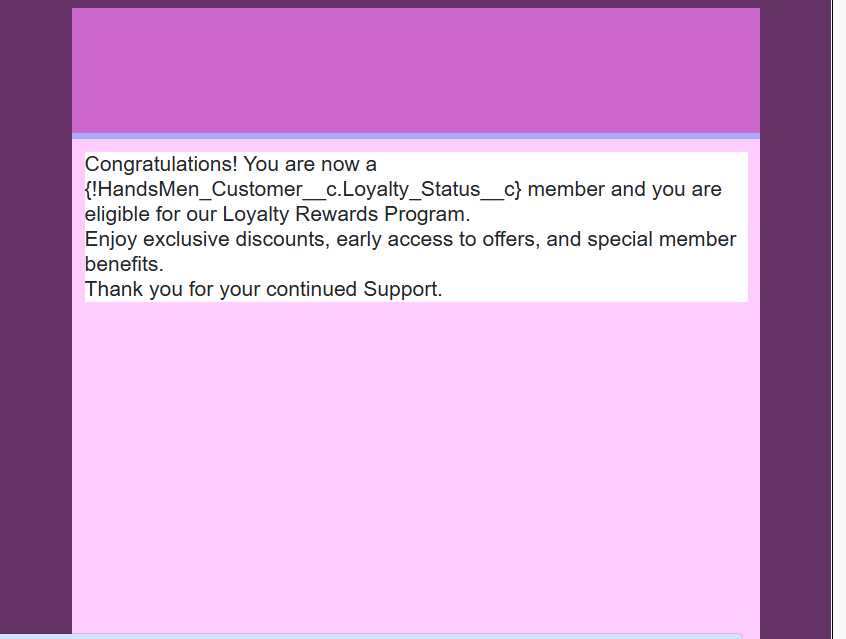 Congratulations! You are now a
{!HandsMen_Customer__c.Loyalty_Status__c} member and you are
eligible for our Loyalty Rewards Program.
Enjoy exclusive discounts, early access to offers, and special member
benefits.
Thank you for your continued Support.